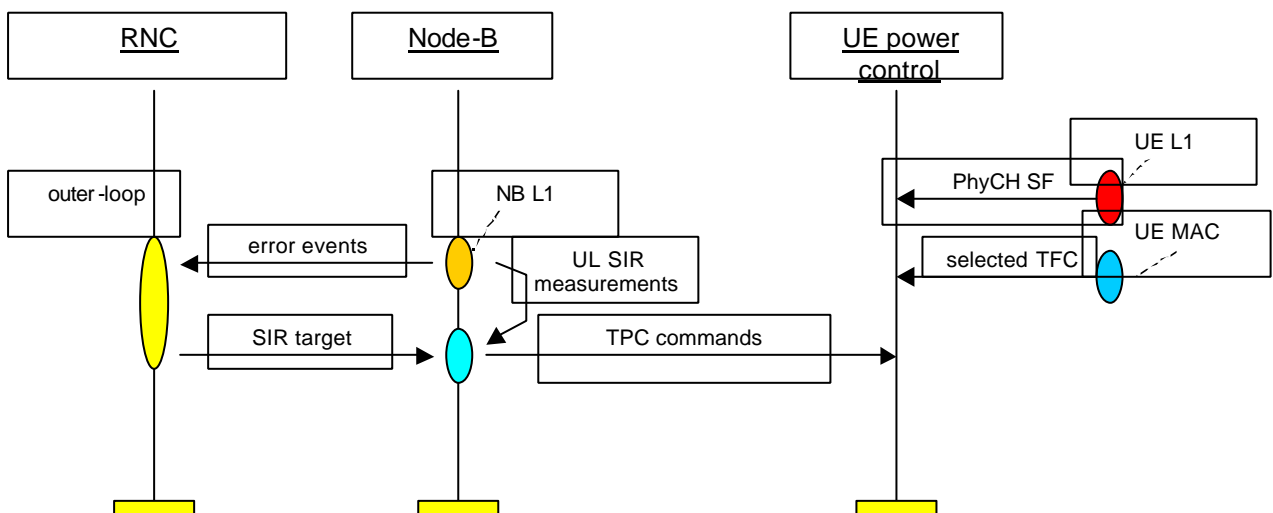 RNC
Node-B
UE power
control
UE L1
PhyCH SF
outer-loop
NB L1
UE MAC
error events
UL SIR
measurements
selected TFC
SIR target
TPC commands